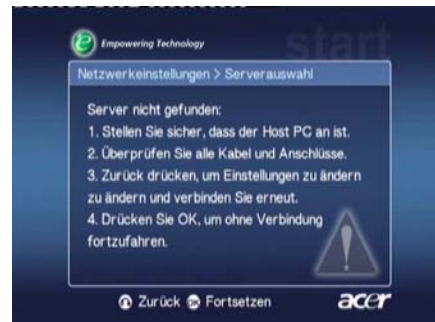 Empowering Technology
start
Netzwerkeinstellungen > Serverauswahl
Server nicht gefunden:
1. Stellen Sie sicher, dass der Host PC an ist.
2. Überprüfen Sie alle Kabel und Anschlüsse.
3. Zurück drücken, um Einstellungen zu ändern
zu ändern und verbinden Sie erneut.
4. Drücken Sie OK, um ohne Verbindung
fortzufahren.
Zurück OK Fortsetzen
acer